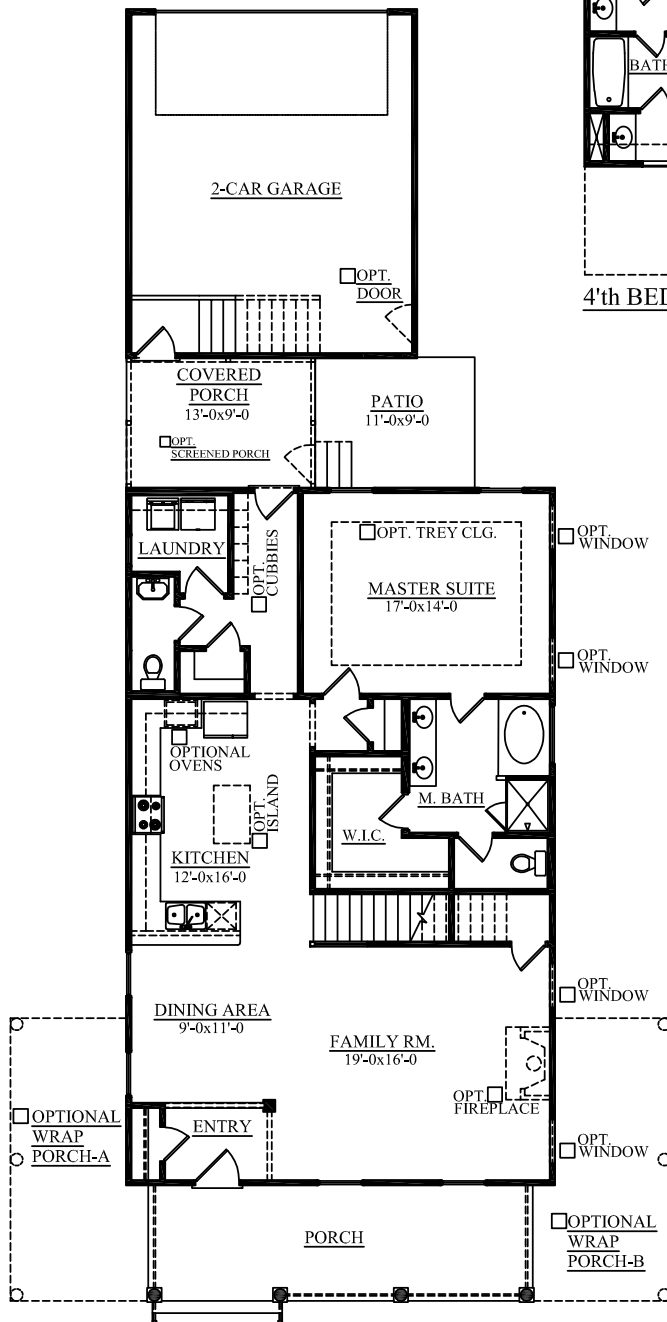 BATH
4'th BED
2-CAR GARAGE
OPT.
DOOR
COVERED
PORCH
13'-0x9'-0
OPT.
SCREENED PORCH
PATIO
11'-0x9'-0
LAUNDRY
OPT.
CUBBIES
OPT. TREY CLG.
MASTER SUITE
17'-0x14'-0
OPT.
WINDOW
OPT.
WINDOW
OPTIONAL
OVENS
OPT.
ISLAND
KITCHEN
12'-0x16'-0
M. BATH
W.I.C.
DINING AREA
9'-0x11'-0
FAMILY RM.
19'-0x16'-0
OPT.
WINDOW
OPT.
FIREPLACE
OPTIONAL
WRAP
PORCH-A
ENTRY
OPT.
WINDOW
PORCH
OPTIONAL
WRAP
PORCH-B